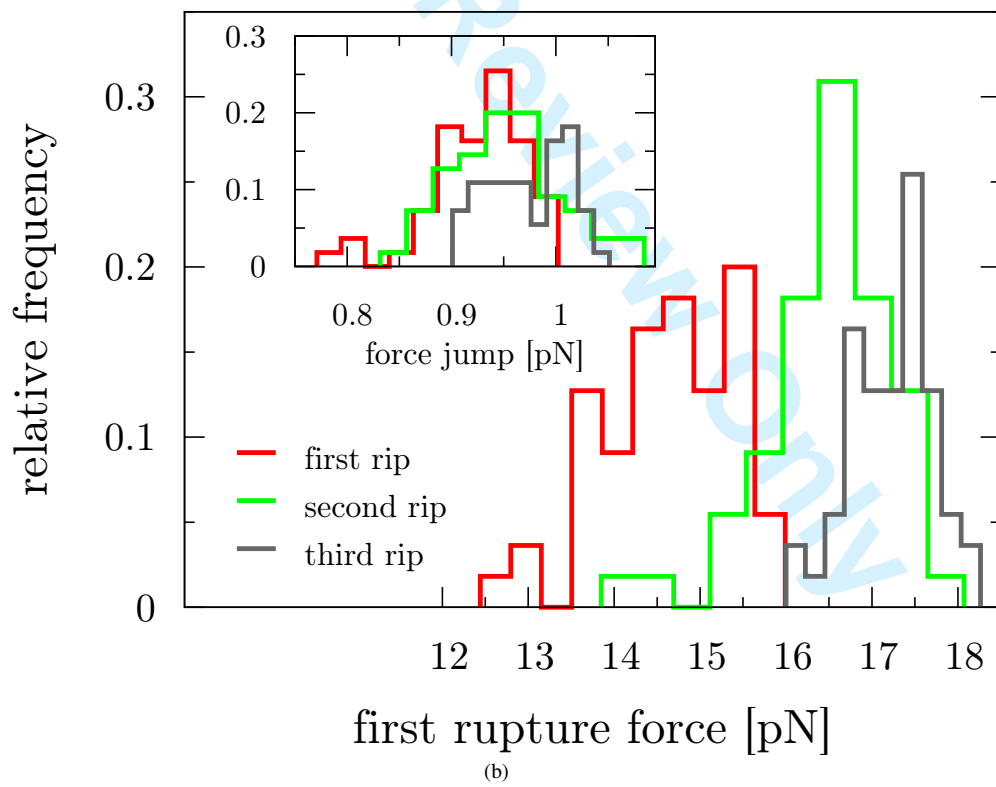 0.3
0.2
0.1
0
0.8 0.9 1
force jump [pN]
relative frequency
0.3
0.2
0.1
0
first rip
second rip
third rip
12 13 14 15 16 17 18
first rupture force [pN]
(b)
Review Only